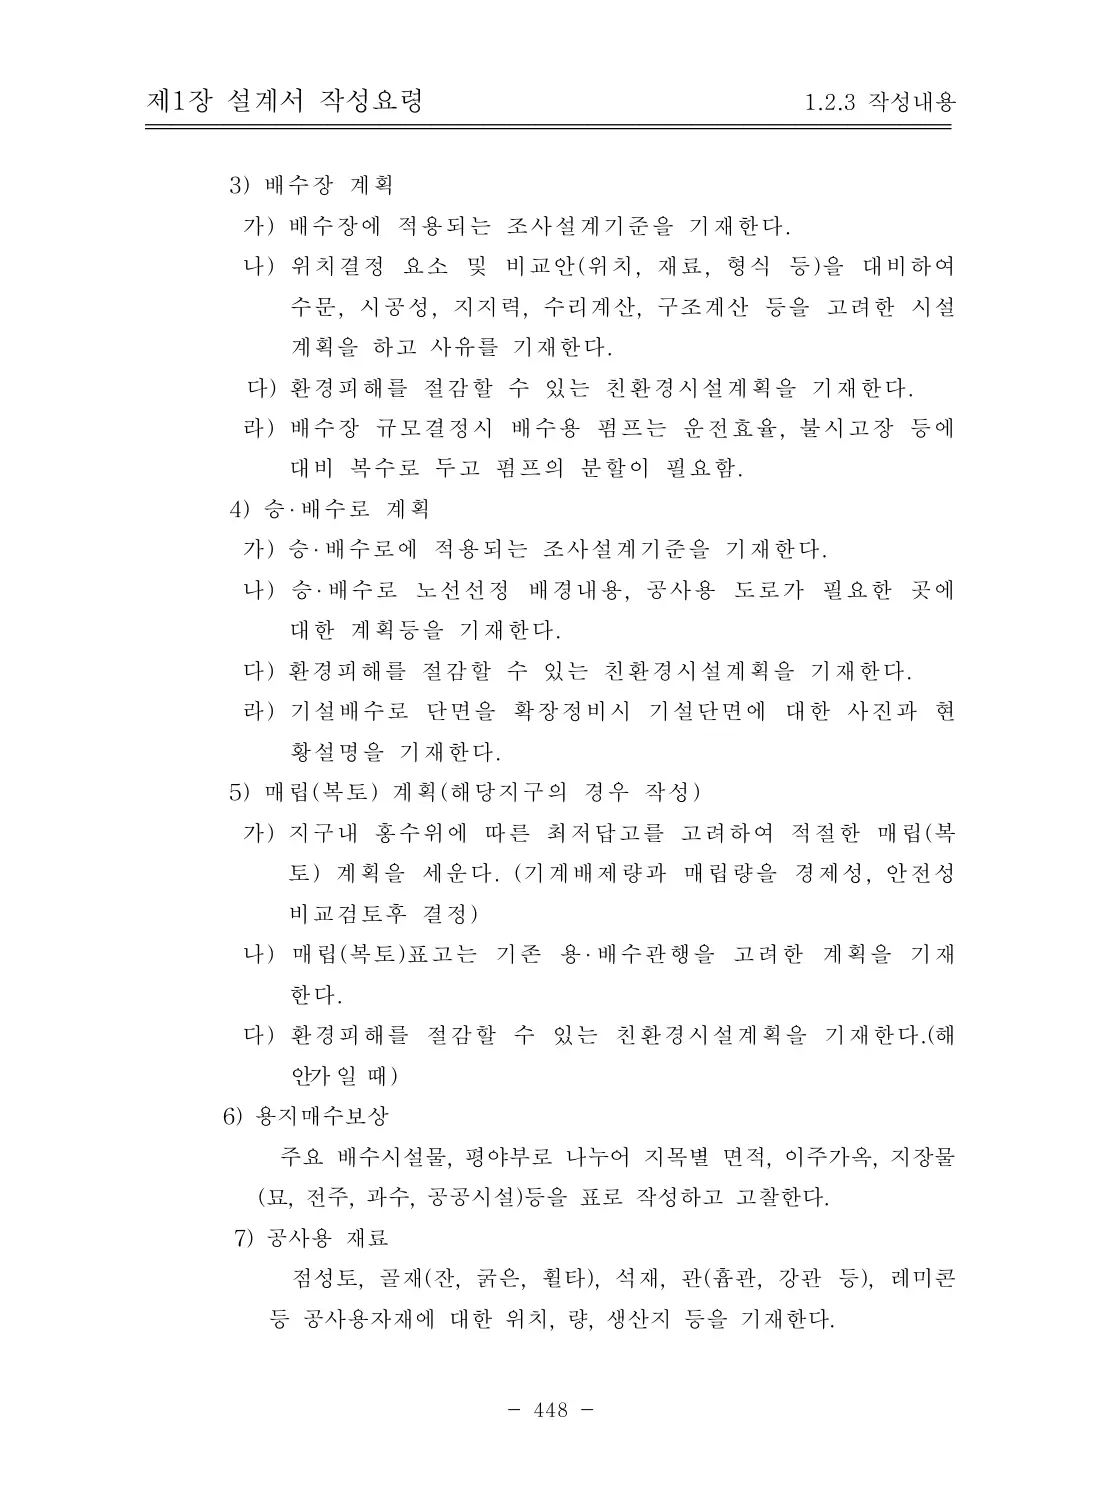 제1장 설계서 작성요령
1.2.3 작성내용
3) 배수장 계획
가) 배수장에 적용되는 조사설계기준을 기재한다.
나) 위치결정 요소 및 비교안(위치, 재료, 형식 등)을 대비하여
수문, 시공성, 지지력, 수리계산, 구조계산 등을 고려한 시설
계획을 하고 사유를 기재한다.
다) 환경피해를 절감할 수 있는 친환경시설계획을 기재한다.
라) 배수장 규모결정시 배수용 펌프는 운전효율, 불시고장 등에
대비 복수로 두고 펌프의 분할이 필요함.
4) 승·배수로 계획
가) 승·배수로에 적용되는 조사설계기준을 기재한다.
나) 승·배수로 노선선정 배경내용, 공사용 도로가 필요한 곳에
대한 계획등을 기재한다.
다) 환경피해를 절감할 수 있는 친환경시설계획을 기재한다.
라) 기설배수로 단면을 확장정비시 기설단면에 대한 사진과 현
황설명을 기재한다.
5) 매립(복토) 계획(해당지구의 경우 작성)
가) 지구내 홍수위에 따른 최저답고를 고려하여 적절한 매립(복
토) 계획을 세운다. (기계배제량과 매립량을 경제성, 안전성
비교검토후 결정)
나) 매립(복토)표고는 기존 용·배수관행을 고려한 계획을 기재
한다.
다) 환경피해를 절감할 수 있는 친환경시설계획을 기재한다.(해
안가 일 때)
6) 용지매수보상
주요 배수시설물, 평야부로 나누어 지목별 면적, 이주가옥, 지장물
(묘, 전주, 과수, 공공시설)등을 표로 작성하고 고찰한다.
7) 공사용 재료
점성토, 골재(잔, 굵은, 휠타), 석재, 관(흄관, 강관 등), 레미콘
등 공사용자재에 대한 위치, 량, 생산지 등을 기재한다.
- 448 -